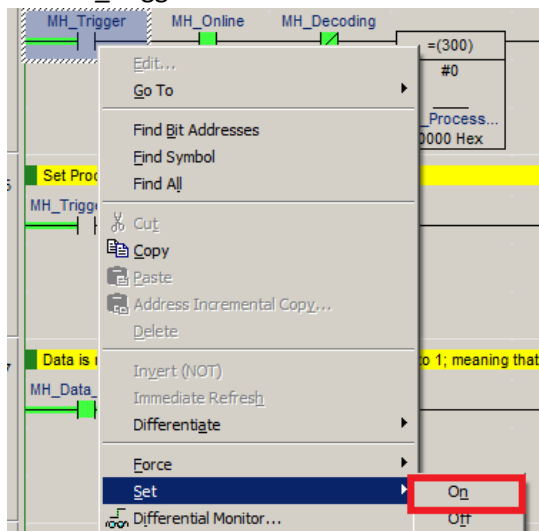 MH_Trigger MH_Online MH_Decoding
=(300)
#0
_Process...
0000 Hex
Edit...
Go To
Find Bit Addresses
Find Symbol
Find All
Set Proc
MH_Trigge
Cut
Copy
Paste
Address Incremental Copy...
Delete
Data is to 1; meaning that
MH_Data_
Invert (NOT)
Immediate Refresh
Differentiate
Force
Set
On
Differential Monitor...
Off